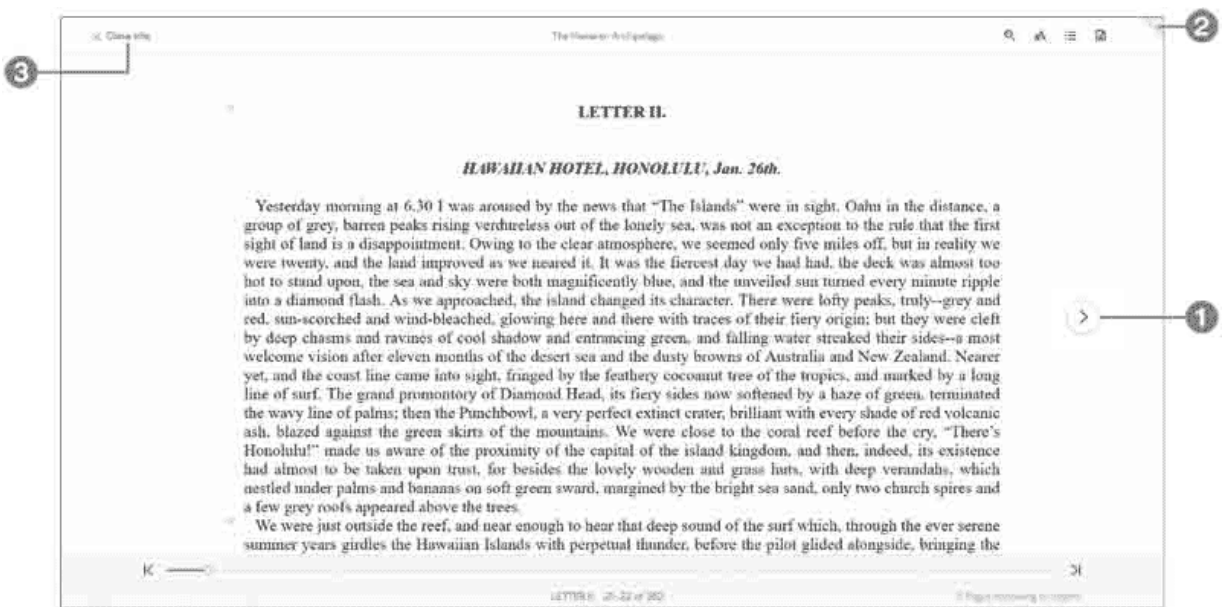 Close title
The Hawaiian Archipelago
2
3
LETTER II.
HAWAIIAN HOTEL, HONOLULU, Jan. 26th.
Yesterday morning at 6.30 I was aroused by the news that “The Islands” were in sight. Oahu in the distance, a
group of grey, barren peaks rising verdureless out of the lonely sea, was not an exception to the rule that the first
sight of land is a disappointment. Owing to the clear atmosphere, we seemed only five miles off, but in reality we
were twenty, and the land improved as we neared it. It was the fiercest day we had had, the deck was almost too
hot to stand upon, the sea and sky were both magnificently blue, and the unveiled sun turned every minute ripple
into a diamond flash. As we approached, the island changed its character. There were lofty peaks, truly--grey and
red, sun-scorched and wind-bleached, glowing here and there with traces of their fiery origin; but they were cleft
by deep chasms and ravines of cool shadow and entrancing green, and falling water streaked their sides--a most
welcome vision after eleven months of the desert sea and the dusty browns of Australia and New Zealand. Nearer
yet, and the coast line came into sight, fringed by the feathery cocoanut tree of the tropics, and marked by a long
line of surf. The grand promontory of Diamond Head, its fiery sides now softened by a haze of green, terminated
the wavy line of palms; then the Punchbowl, a very perfect extinct crater, brilliant with every shade of red volcanic
ash, blazed against the green skirts of the mountains. We were close to the coral reef before the cry, “There’s
Honolulu!” made us aware of the proximity of the capital of the island kingdom, and then, indeed, its existence
had almost to be taken upon trust, for besides the lovely wooden and grass huts, with deep verandahs, which
nestled under palms and bananas on soft green sward, margined by the bright sea sand, only two church spires and
a few grey roofs appeared above the trees.
We were just outside the reef, and near enough to hear that deep sound of the surf which, through the ever serene
summer years girdles the Hawaiian Islands with perpetual thunder, before the pilot glided alongside, bringing the
1
LETTER II